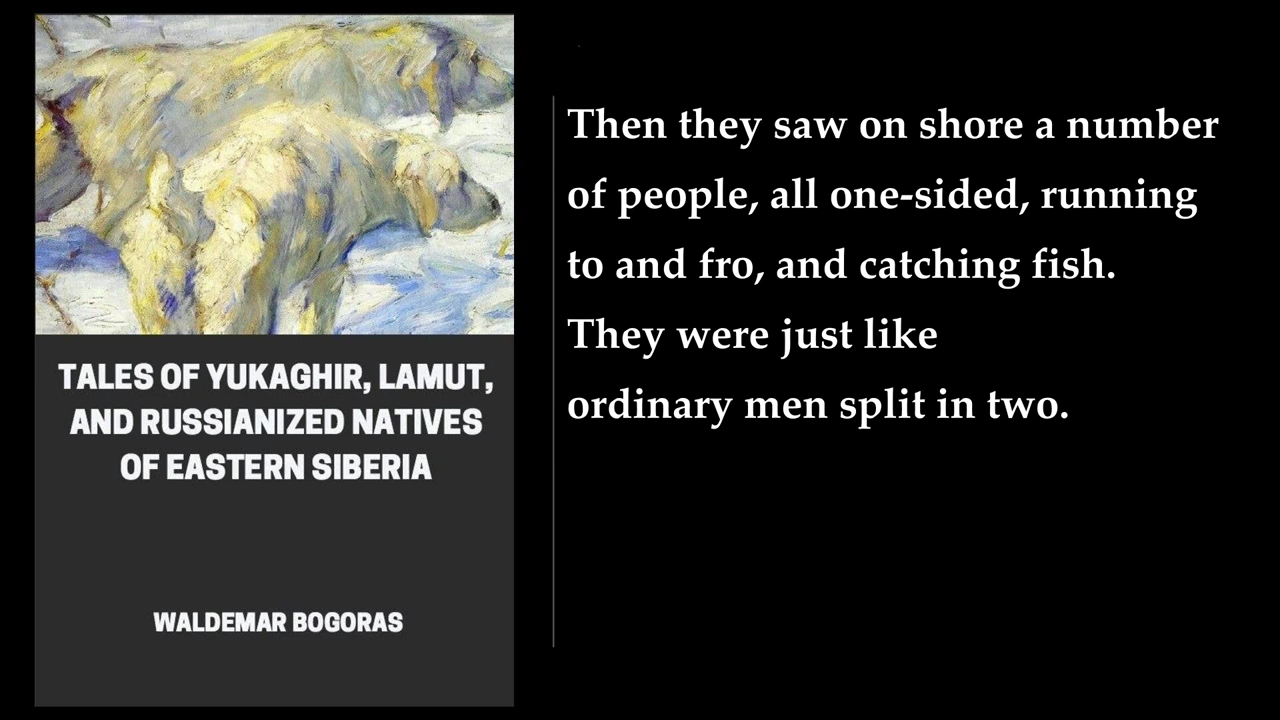 TALES OF YUKAGHIR, LAMUT,
AND RUSSIANIZED NATIVES
OF EASTERN SIBERIA
WALDEMAR BOGORAS
Then they saw on shore a number
of people, all one-sided, running
to and fro, and catching fish.
They were just like
ordinary men split in two.